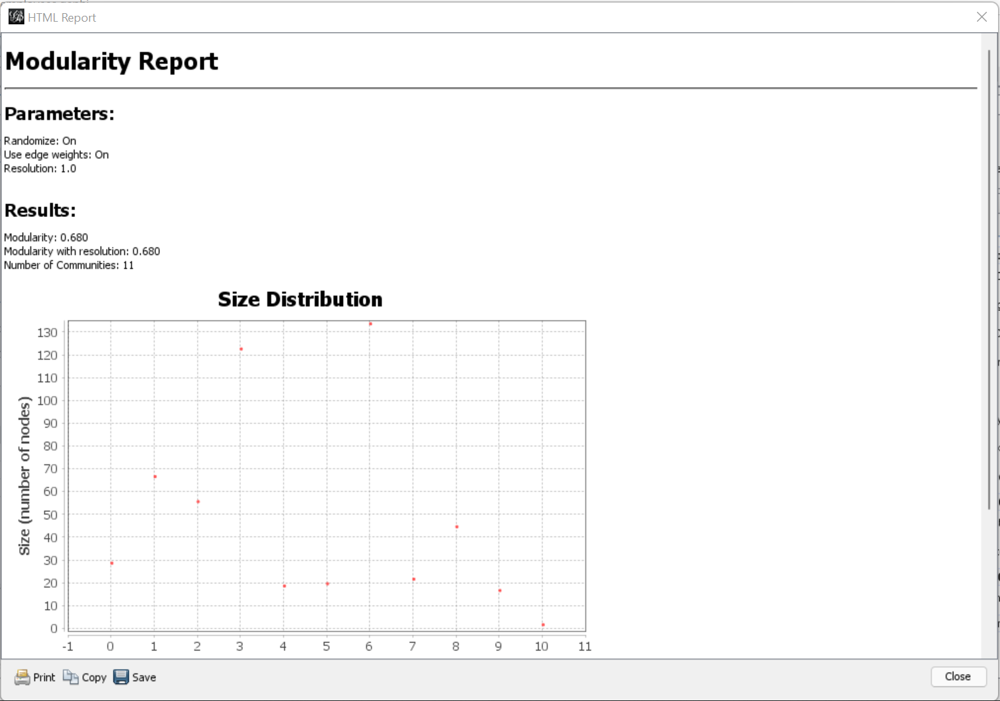 HTML Report
Modularity Report
Parameters:
Randomize: On
Use edge weights: On
Resolution: 1.0
Results:
Modularity: 0.680
Modularity with resolution: 0.680
Number of Communities: 11
Size Distribution
Size (number of nodes)
130
120
110
100
90
80
70
60
50
40
30
20
10
0
-1 0 1 2 3 4 5 6 7 8 9 10 11
Print Copy Save Close